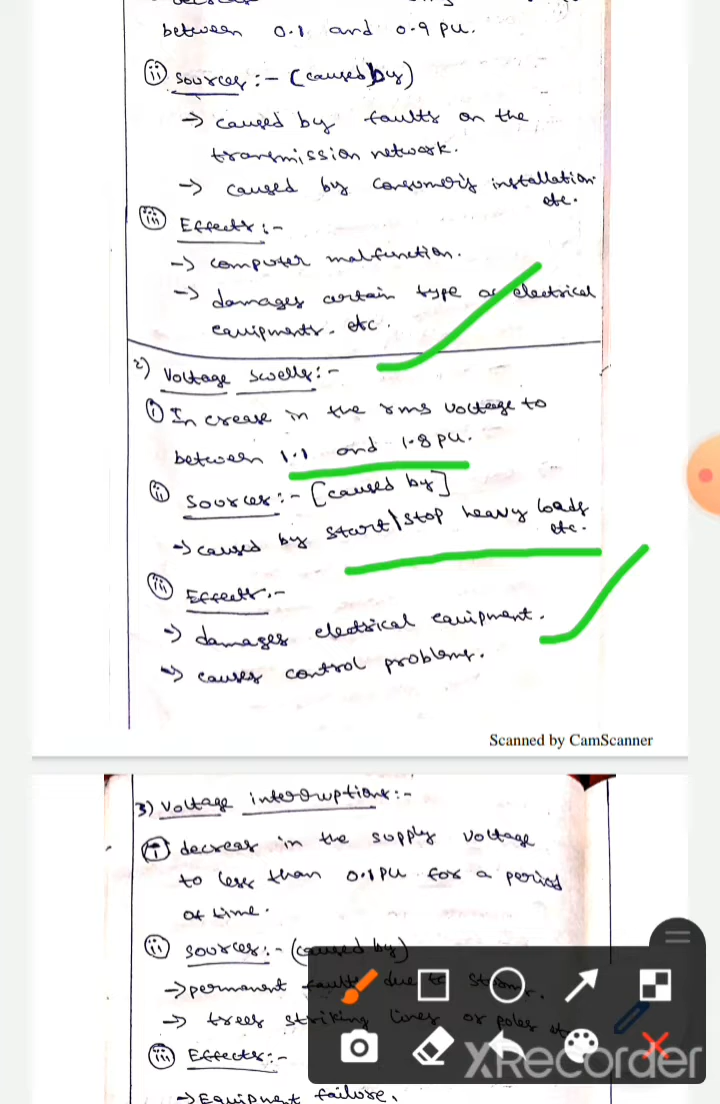 between 0.1 and 0.9 PU.
(ii) Sources :- (caused by)
→ caused by faults on the
transmission network.
→ caused by consumer's installation
etc.
(iii) Effects :-
→ computer malfunction.
→ damages certain type of electrical
equipments. etc.
2) Voltage Swells :-
(i) Increase in the rms voltage to
between 1.1 and 1.8 PU.
(ii) Sources :- [caused by]
→ caused by start\stop heavy loads
etc.
(iii) Effects :-
→ damages electrical equipment.
→ causes control problems.
Scanned by CamScanner
3) Voltage interruptions :-
(i) decreas in the supply voltage
to less than 0.1 PU for a period
of time.
(ii) Sources :- (caused by)
→ permanent faults due to
→ trees striking lines or poles
(iii) Effects :-
→ Equipment failure.
XRecorder